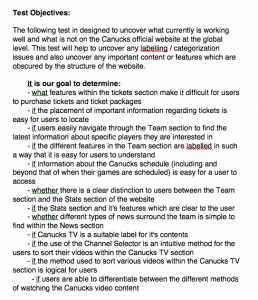 Test Objectives:
The following test in designed to uncover what currently is working
well and what is not on the Canucks official website at the global
level. This test will help to uncover any labelling / categorization
issues and also uncover any important content or features which are
obscured by the structure of the website.
It is our goal to determine:
- what features within the tickets section make it difficult for users
to purchase tickets and ticket packages
- if the placement of important information regarding tickets is
easy for users to locate
- if users easily navigate through the Team section to find the
latest information about specific players they are interested in
- if the different features in the Team section are labelled in such
a way that it is easy for users to understand
- if information about the Canucks schedule (including and
beyond that of when their games are scheduled) is easy for a user to
access
- whether there is a clear distinction to users between the Team
section and the Stats section of the website
- if the Stats section and it's features which are clear to the user
- whether different types of news surround the team is simple to
find within the News section
- if Canucks TV is a suitable label for it's contents
- if the use of the Channel Selector is an intuitive method for the
users to sort their videos within the Canucks TV section
- if the method used to sort various videos within the Canucks TV
section is logical for users
- if users are able to differentiate between the different methods
of watching the Canucks video content